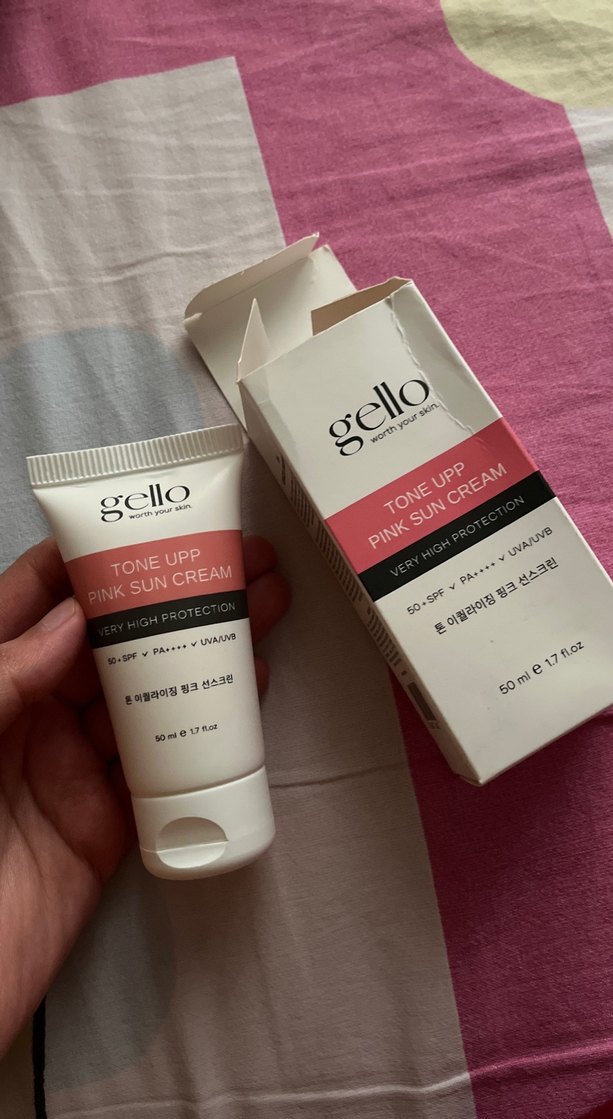 gello
worth your skin.
TONE UPP
PINK SUN CREAM
VERY HIGH PROTECTION
50+SPF ✓ PA++++ ✓ UVA/UVB
톤 이퀄라이징 핑크 선스크린
50 ml e 1.7 fl.oz
gello
worth your skin.
TONE UPP
PINK SUN CREAM
VERY HIGH PROTECTION
50+SPF ✓ PA++++ ✓ UVA/UVB
톤 이퀄라이징 핑크 선스크린
50 ml e 1.7 fl.oz